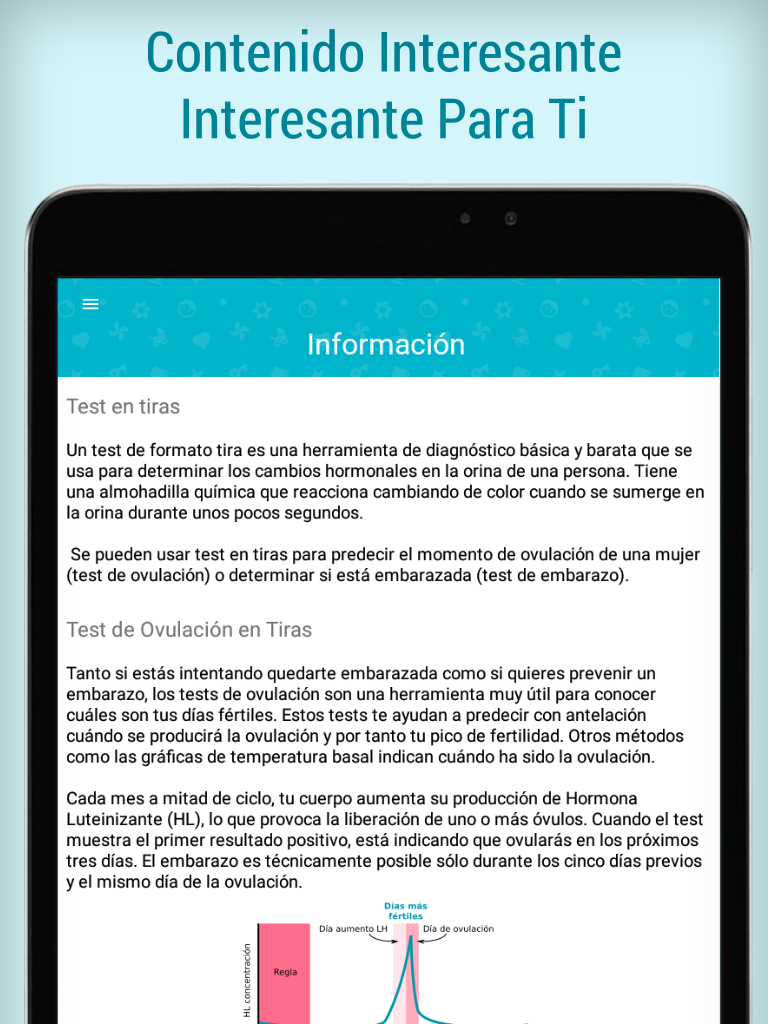 Contenido Interesante
Interesante Para Ti
Información
Test en tiras
Un test de formato tira es una herramienta de diagnóstico básica y barata que se
usa para determinar los cambios hormonales en la orina de una persona. Tiene
una almohadilla química que reacciona cambiando de color cuando se sumerge en
la orina durante unos pocos segundos.
Se pueden usar test en tiras para predecir el momento de ovulación de una mujer
(test de ovulación) o determinar si está embarazada (test de embarazo).
Test de Ovulación en Tiras
Tanto si estás intentando quedarte embarazada como si quieres prevenir un
embarazo, los tests de ovulación son una herramienta muy útil para conocer
cuáles son tus días fértiles. Estos tests te ayudan a predecir con antelación
cuándo se producirá la ovulación y por tanto tu pico de fertilidad. Otros métodos
como las gráficas de temperatura basal indican cuándo ha sido la ovulación.
Cada mes a mitad de ciclo, tu cuerpo aumenta su producción de Hormona
Luteinizante (HL), lo que provoca la liberación de uno o más óvulos. Cuando el test
muestra el primer resultado positivo, está indicando que ovularás en los próximos
tres días. El embarazo es técnicamente posible sólo durante los cinco días previos
y el mismo día de la ovulación.
Días más
fértiles
Día aumento LH
Día de ovulación
Regla
HL concentración